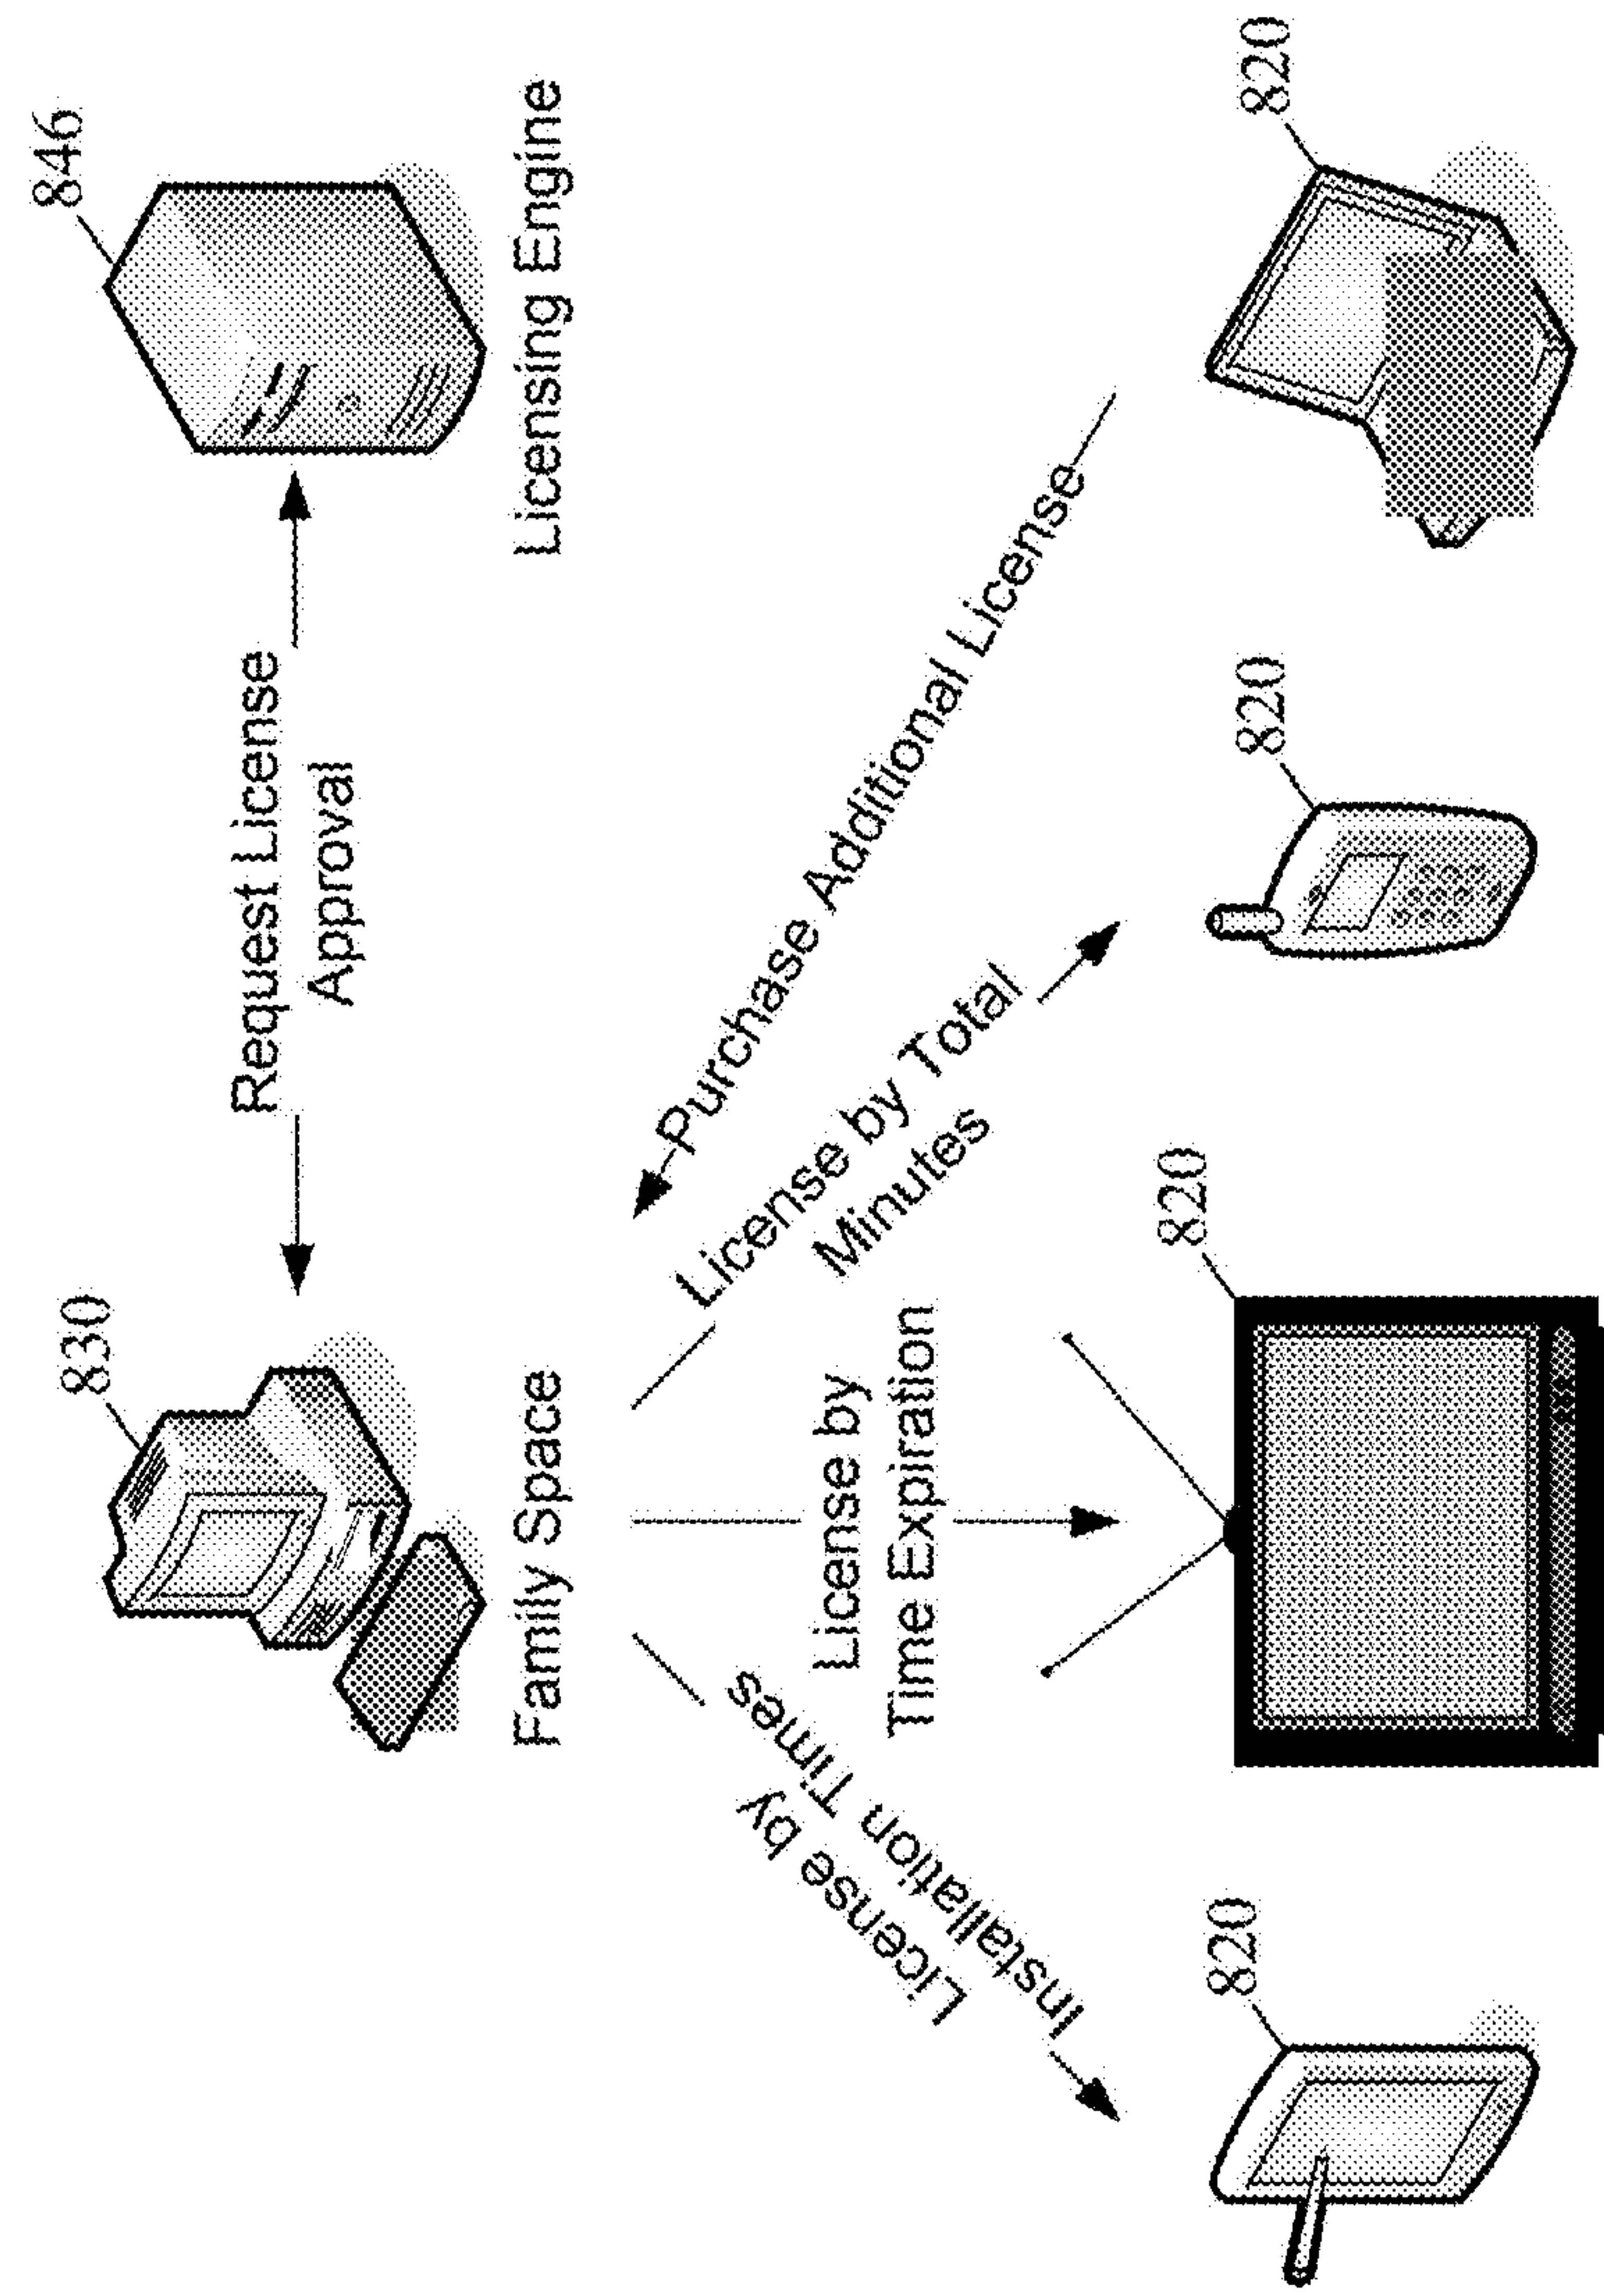 830
846
Request License
Approval
Family Space
Licensing Engine
License by
Installation Times
License by
Time Expiration
License by Total
Minutes
Purchase Additional License
820
820
820
820